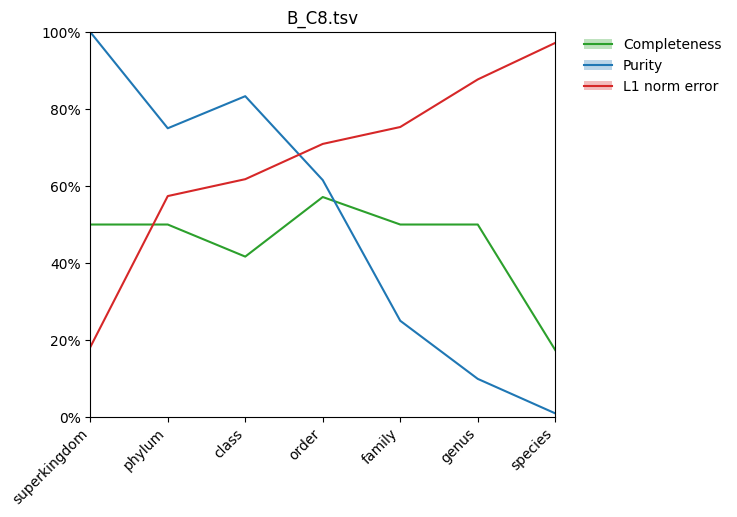 B_C8.tsv
100%
80%
60%
40%
20%
0%
superkingdom
phylum
class
order
family
genus
species
Completeness
Purity
L1 norm error